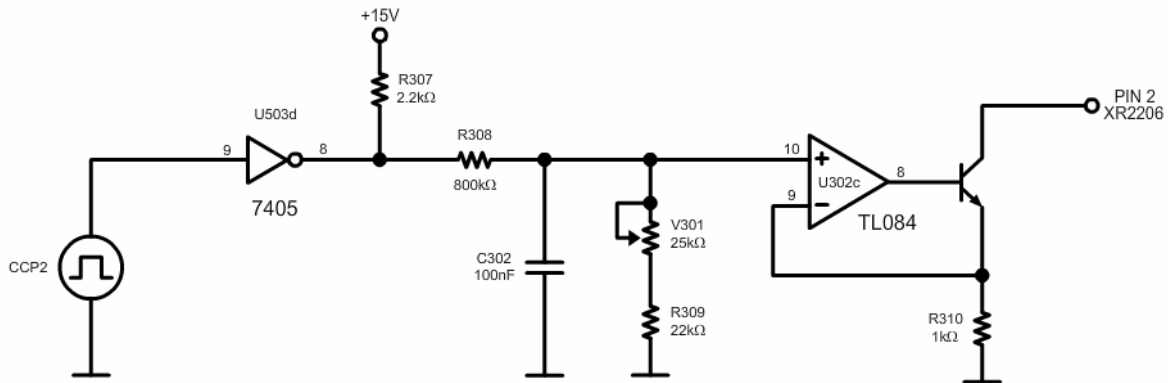 +15V
R307
2.2kΩ
U503d
9
8
7405
R308
800kΩ
CCP2
C302
100nF
V301
25kΩ
R309
22kΩ
10
+
9
−
U302c
8
TL084
PIN 2
XR2206
R310
1kΩ